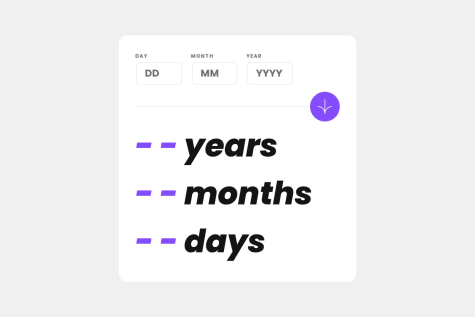 DAY MONTH YEAR
DD MM YYYY
-- years
-- months
-- days